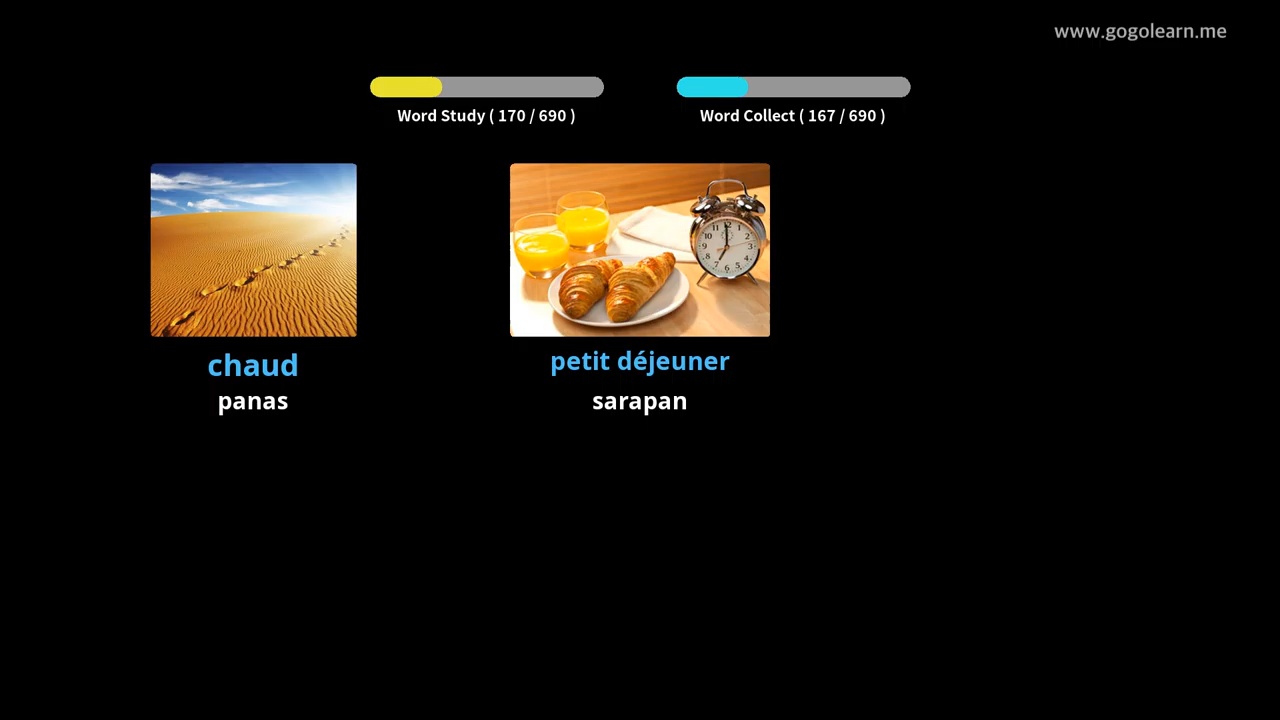 www.gogolearn.me
Word Study ( 170 / 690 )
Word Collect ( 167 / 690 )
chaud
panas
petit déjeuner
sarapan